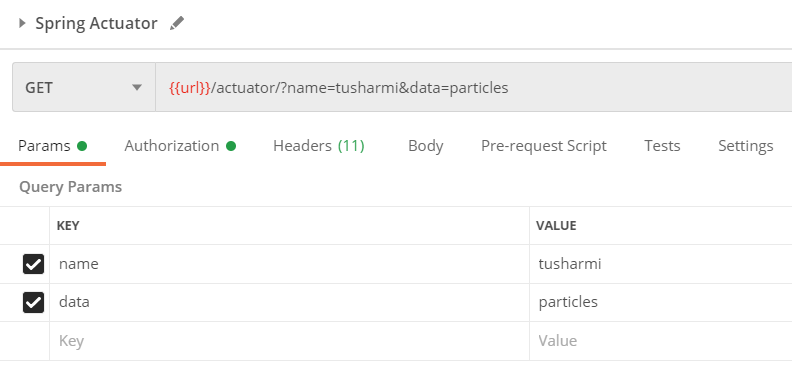 Spring Actuator
GET {{url}}/actuator/?name=tusharmi&data=particles
Params Authorization Headers (11) Body Pre-request Script Tests Settings
Query Params
KEY VALUE
name tusharmi
data particles
Key Value